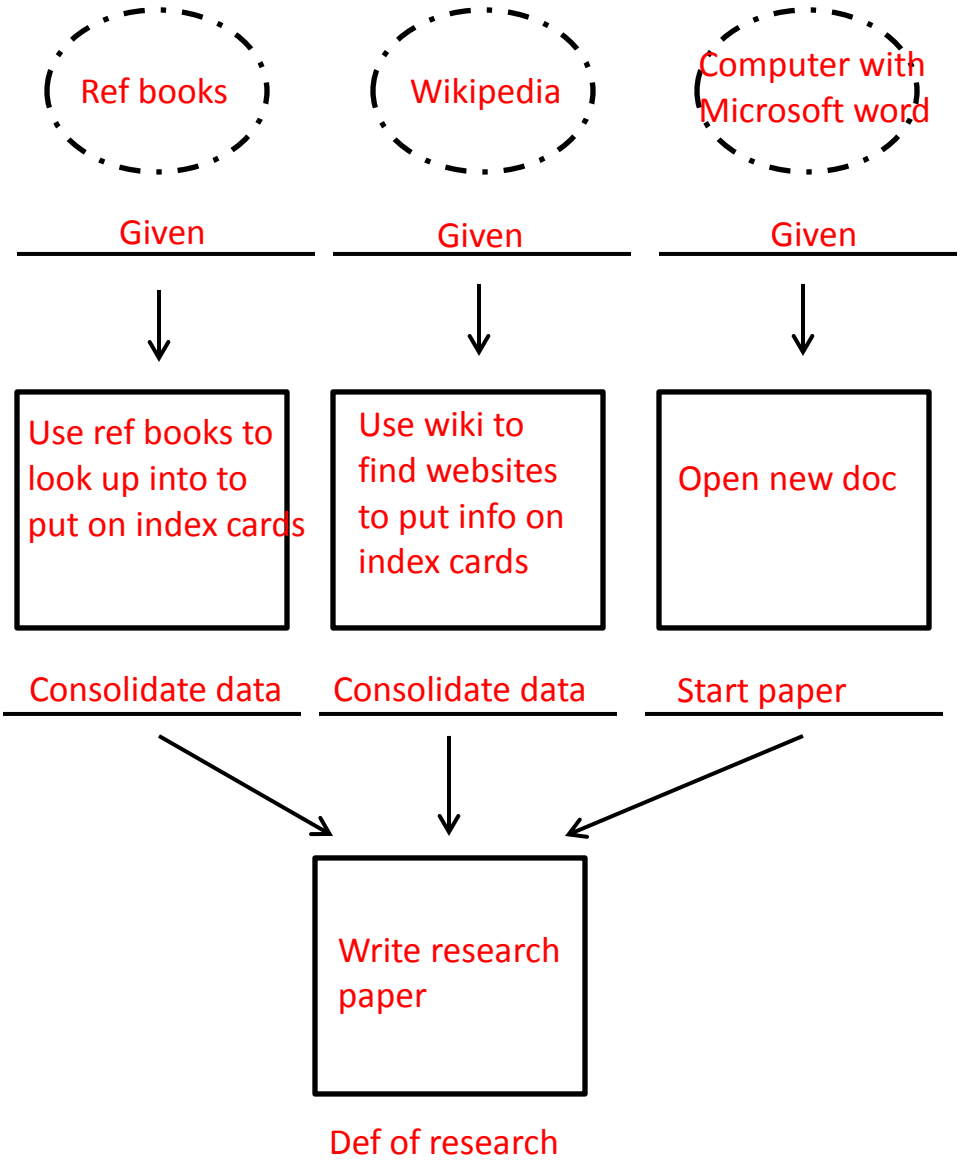 Ref books
Wikipedia
Computer with
Microsoft word
Given
Given
Given
Use ref books to
look up into to
put on index cards
Use wiki to
find websites
to put info on
index cards
Open new doc
Consolidate data
Consolidate data
Start paper
Write research
paper
Def of research